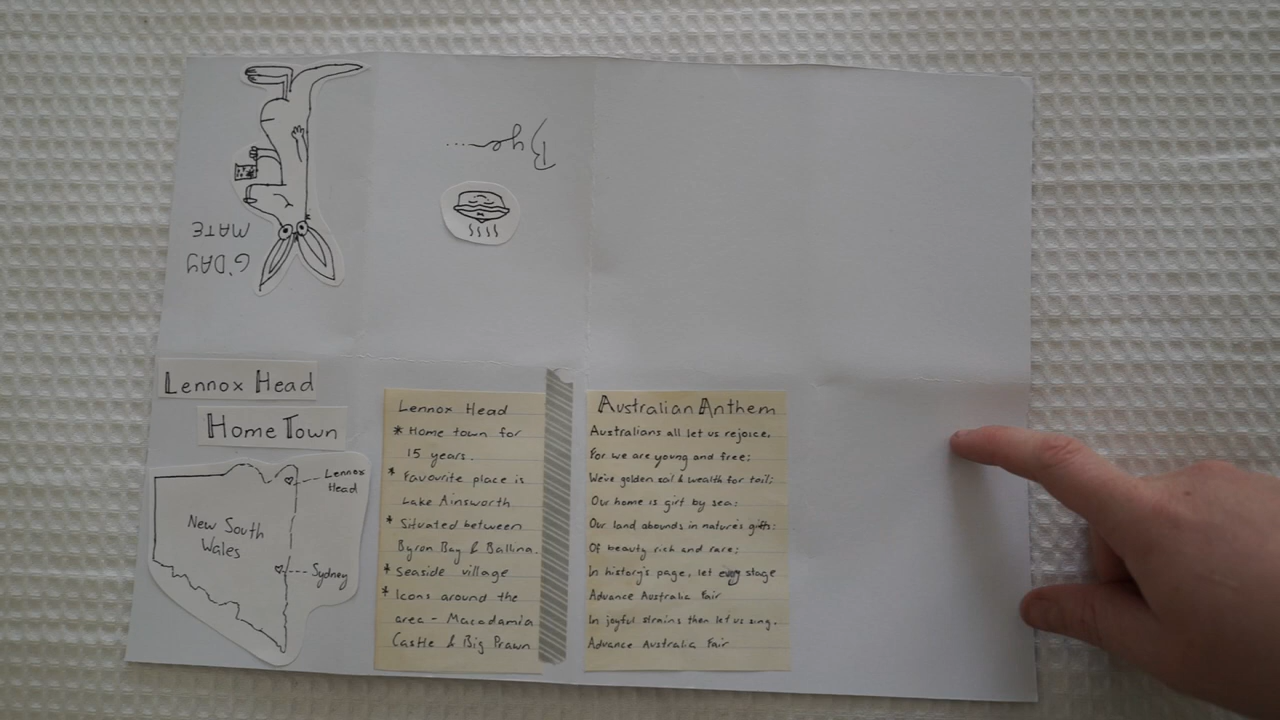 G'DAY
MATE
Bye....
Lennox Head
Home Town
Lennox
Head
New South
Wales
Sydney
Lennox Head
* Home town for
15 years.
* Favourite place is
Lake Ainsworth
* Situated between
Byron Bay & Ballina.
* Seaside village
* Icons around the
area - Macadamia
Castle & Big Prawn
Australian Anthem
Australians all let us rejoice,
For we are young and free;
We've golden soil & wealth for toil;
Our home is girt by sea:
Our land abounds in nature's gifts:
Of beauty rich and rare;
In history's page, let every stage
Advance Australia Fair
In joyful strains then let us sing.
Advance Australia Fair